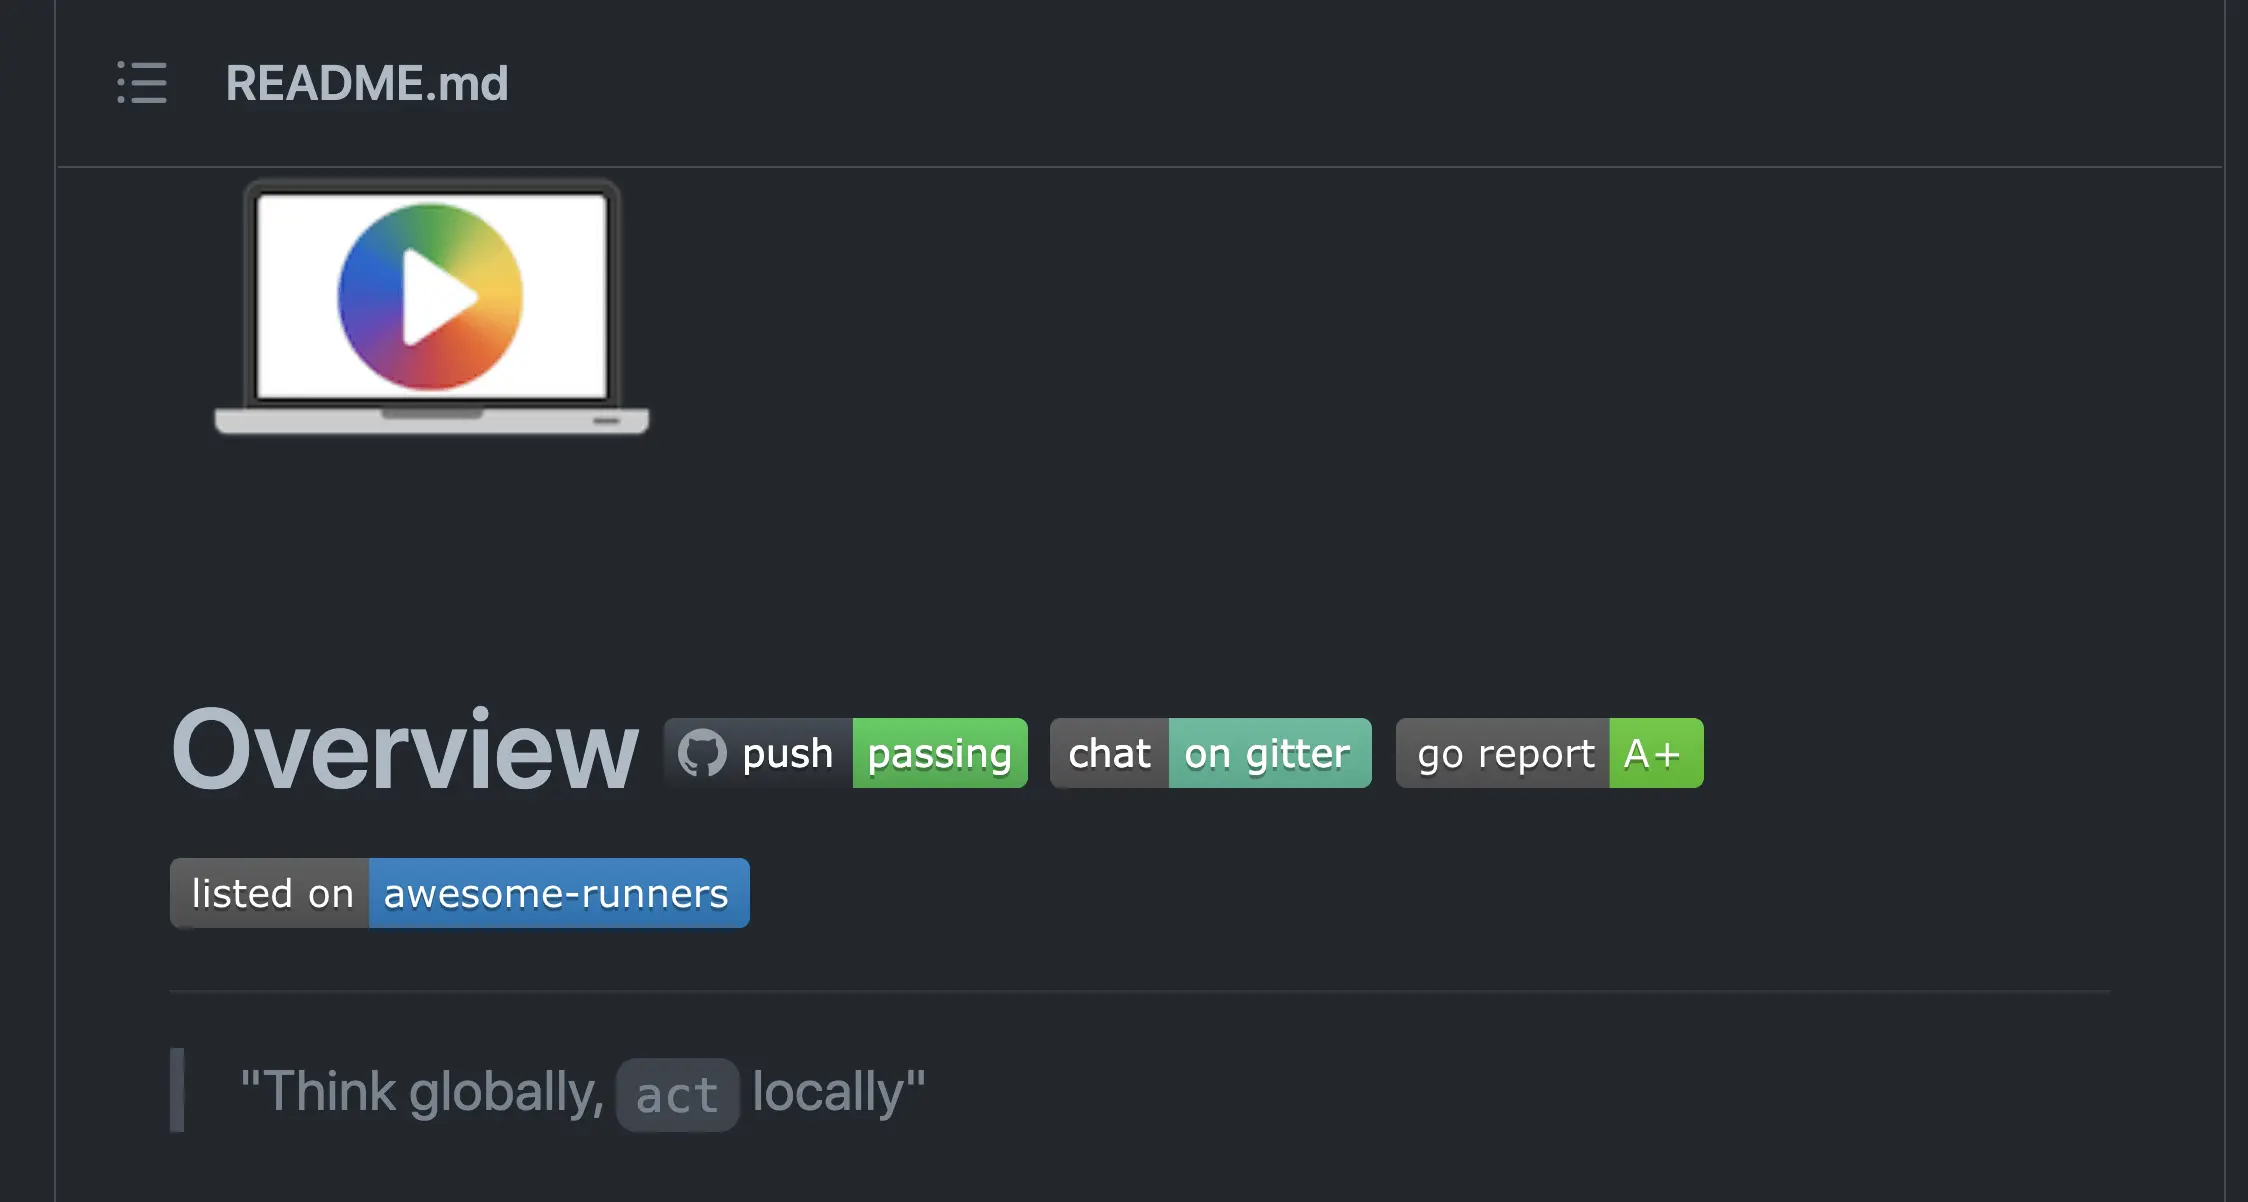 README.md
Overview push passing chat on gitter go report A+
listed on awesome-runners
"Think globally, act locally"